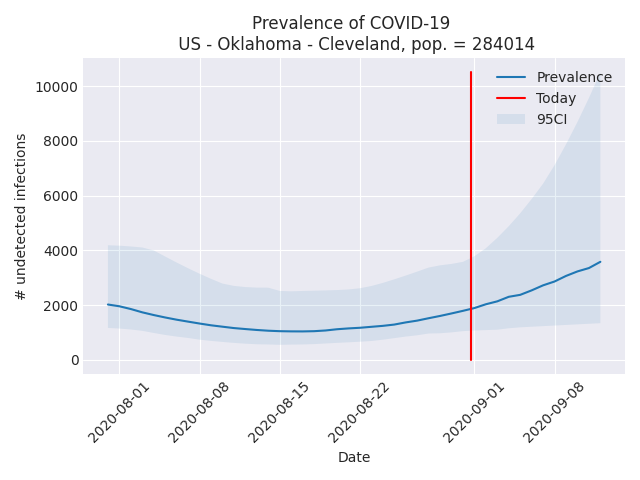 Prevalence of COVID-19
US - Oklahoma - Cleveland, pop. = 284014
10000
8000
6000
4000
2000
0
# undetected infections
Prevalence
Today
95CI
2020-08-01
2020-08-08
2020-08-15
2020-08-22
2020-09-01
2020-09-08
Date